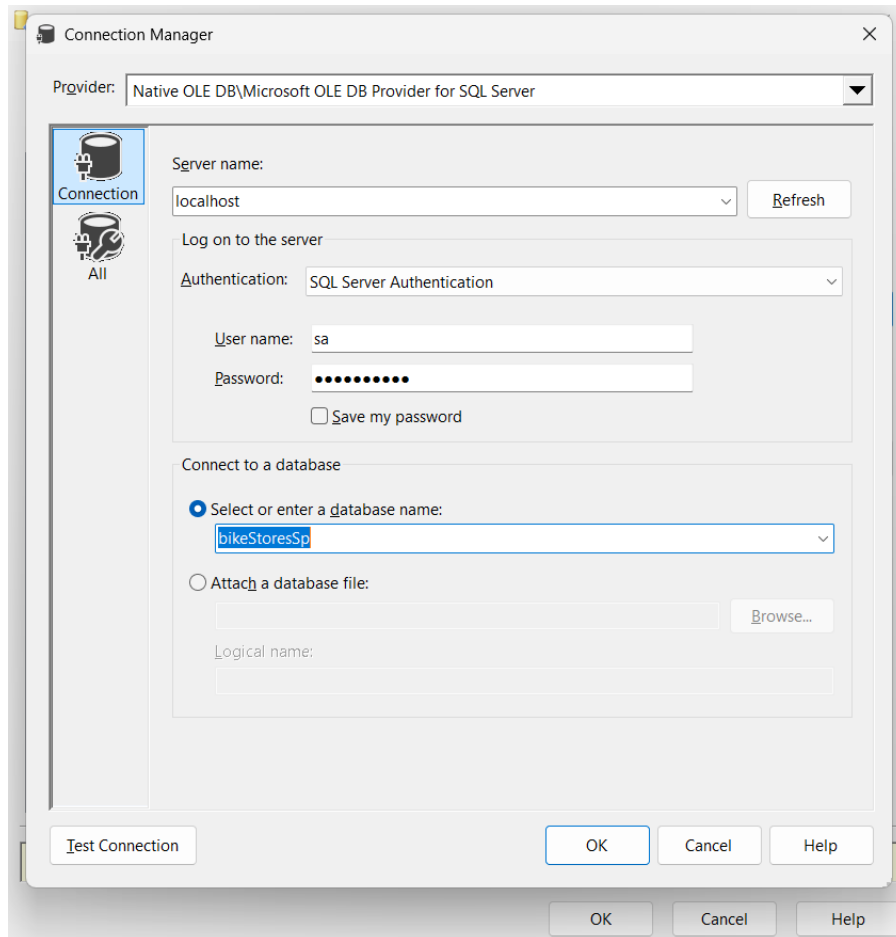 Connection Manager
Provider: Native OLE DB\Microsoft OLE DB Provider for SQL Server
Connection
All
Server name:
localhost
Refresh
Log on to the server
Authentication: SQL Server Authentication
User name: sa
Password: ●●●●●●●●●●
Save my password
Connect to a database
Select or enter a database name:
bikeStoresSp
Attach a database file:
Browse...
Logical name:
Test Connection OK Cancel Help
OK Cancel Help